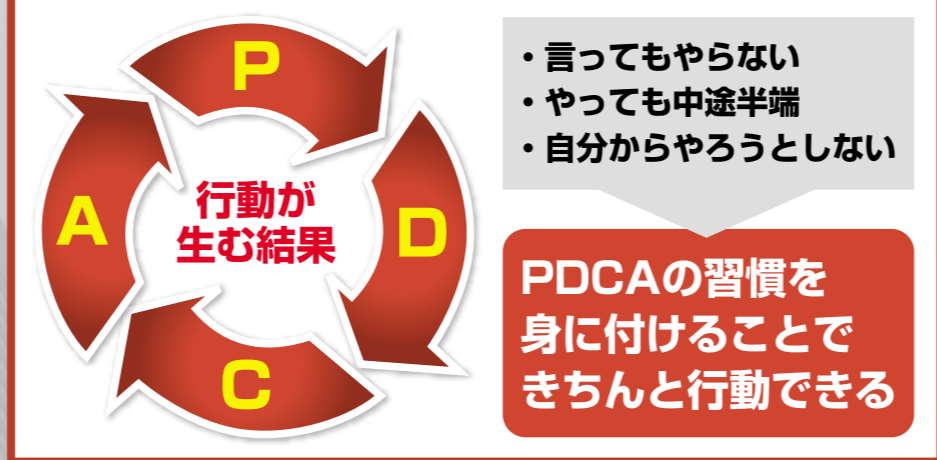 P
D
C
A
行動が
生む結果
・言ってもやらない
・やっても中途半端
・自分からやろうとしない
PDCAの習慣を
身に付けることで
きちんと行動できる